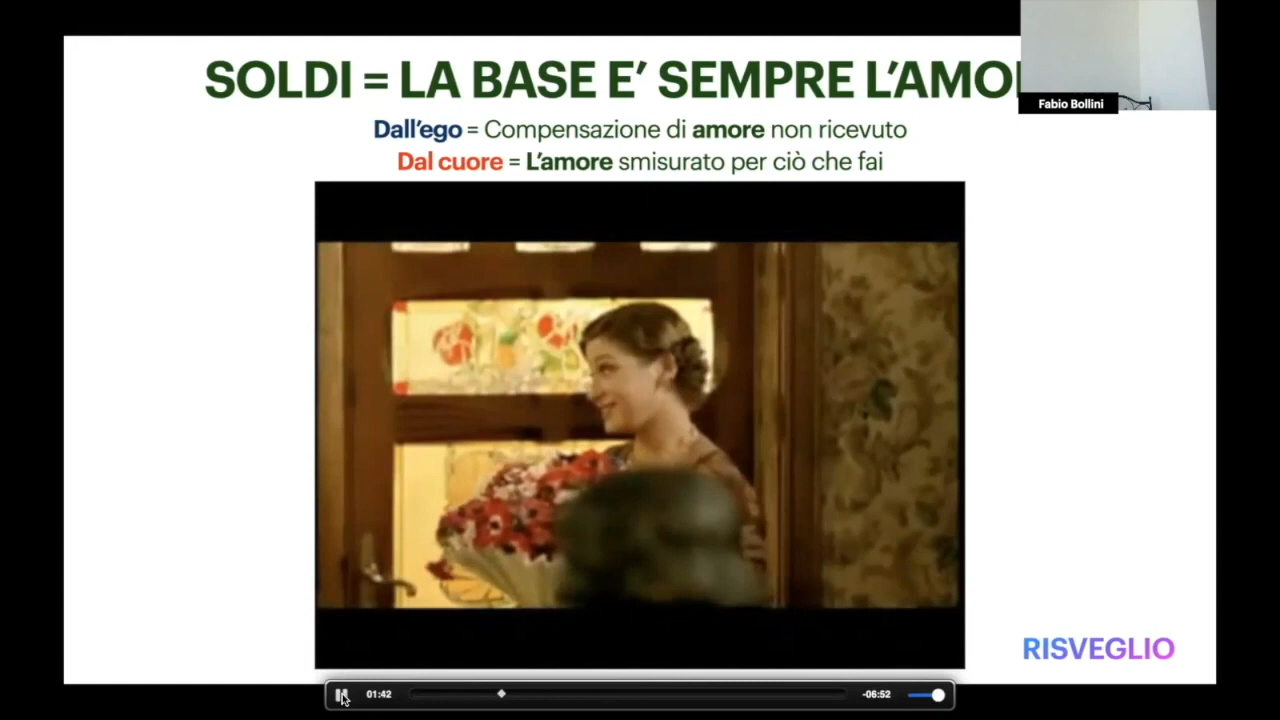 SOLDI = LA BASE E’ SEMPRE L’AMO
Fabio Bollini
Dall’ego = Compensazione di amore non ricevuto
Dal cuore = L’amore smisurato per ciò che fai
RISVEGLIO
01:42
-06:52